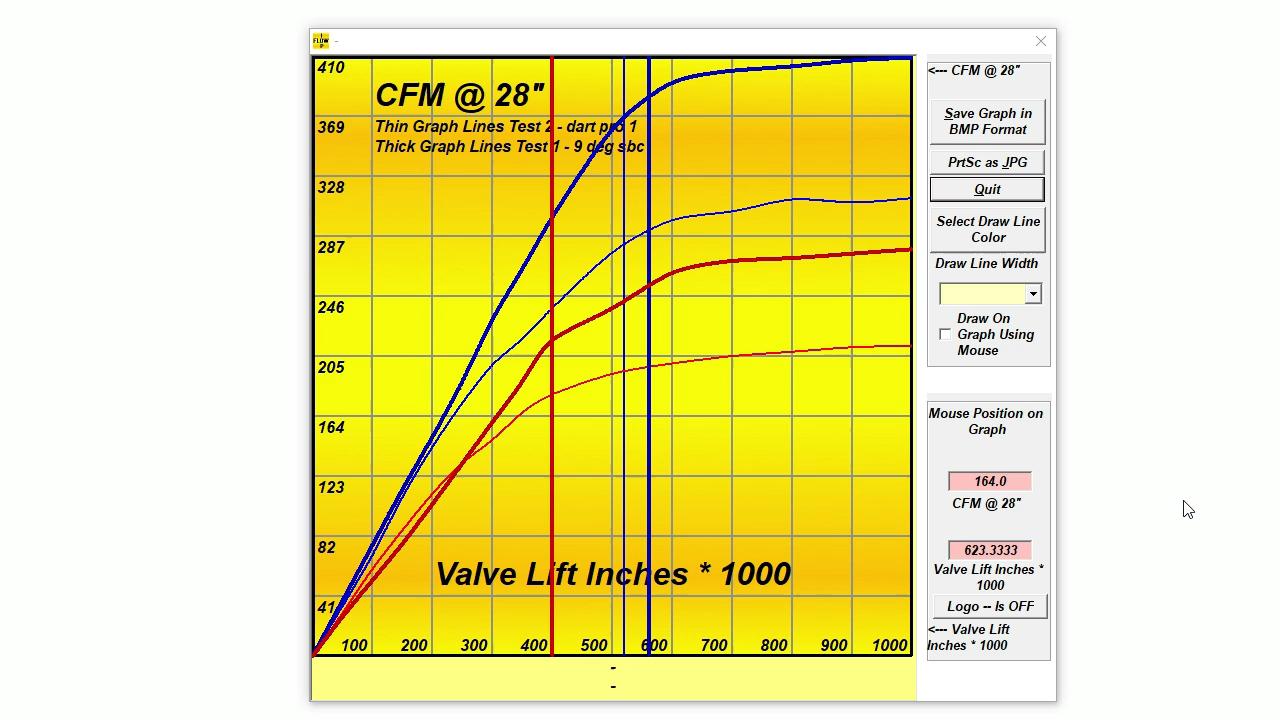 FLOW
-
410
CFM @ 28"
369
Thin Graph Lines Test 2 - dart pro 1
Thick Graph Lines Test 1 - 9 deg sbc
328
287
246
205
164
123
82
Valve Lift Inches * 1000
41
100 200 300 400 500 600 700 800 900 1000
-
-
<--- CFM @ 28"
Save Graph in
BMP Format
PrtSc as JPG
Quit
Select Draw Line
Color
Draw Line Width
Draw On
Graph Using
Mouse
Mouse Position on
Graph
164.0
CFM @ 28"
623.3333
Valve Lift Inches *
1000
Logo -- Is OFF
<--- Valve Lift
Inches * 1000